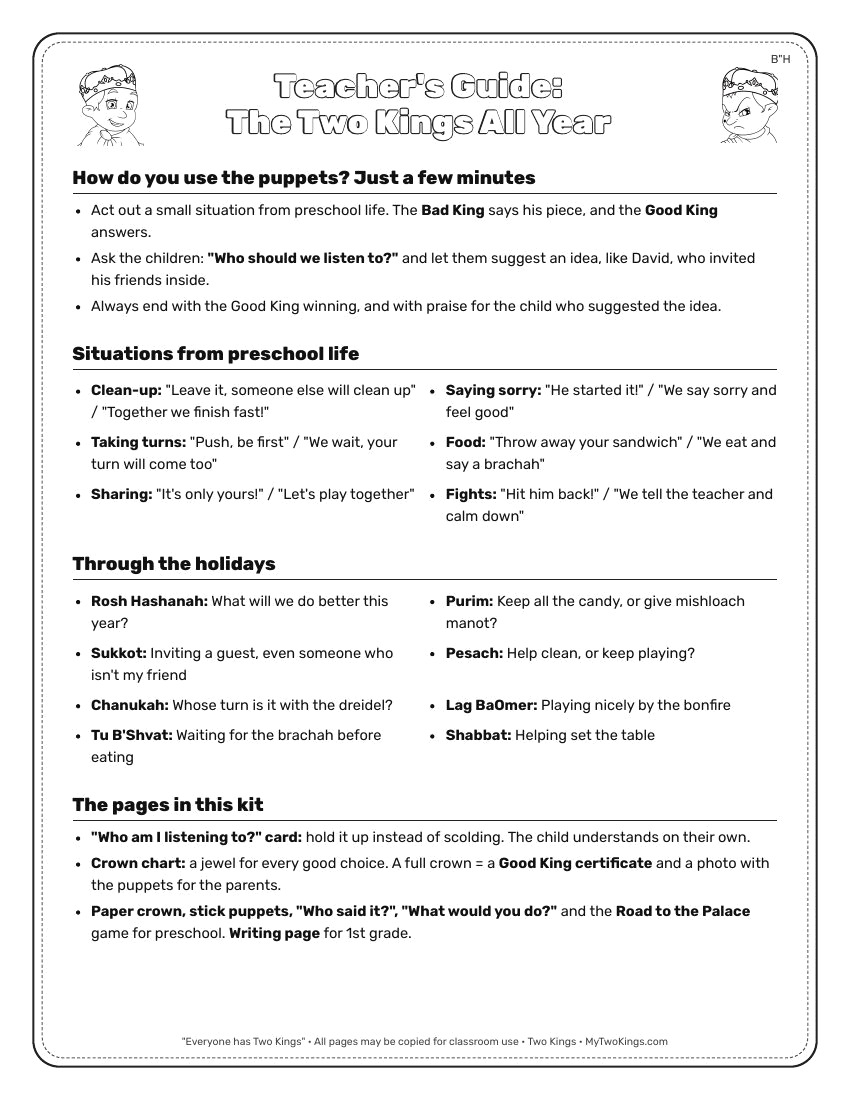 B"H
Teacher's Guide:
The Two Kings All Year
How do you use the puppets? Just a few minutes
• Act out a small situation from preschool life. The Bad King says his piece, and the Good King
answers.
• Ask the children: "Who should we listen to?" and let them suggest an idea, like David, who invited
his friends inside.
• Always end with the Good King winning, and with praise for the child who suggested the idea.
Situations from preschool life
• Clean-up: "Leave it, someone else will clean up"
/ "Together we finish fast!"
• Taking turns: "Push, be first" / "We wait, your
turn will come too"
• Sharing: "It's only yours!" / "Let's play together"
• Saying sorry: "He started it!" / "We say sorry and
feel good"
• Food: "Throw away your sandwich" / "We eat and
say a brachah"
• Fights: "Hit him back!" / "We tell the teacher and
calm down"
Through the holidays
• Rosh Hashanah: What will we do better this
year?
• Sukkot: Inviting a guest, even someone who
isn't my friend
• Chanukah: Whose turn is it with the dreidel?
• Tu B'Shvat: Waiting for the brachah before
eating
• Purim: Keep all the candy, or give mishloach
manot?
• Pesach: Help clean, or keep playing?
• Lag BaOmer: Playing nicely by the bonfire
• Shabbat: Helping set the table
The pages in this kit
• "Who am I listening to?" card: hold it up instead of scolding. The child understands on their own.
• Crown chart: a jewel for every good choice. A full crown = a Good King certificate and a photo with
the puppets for the parents.
• Paper crown, stick puppets, "Who said it?", "What would you do?" and the Road to the Palace
game for preschool. Writing page for 1st grade.
"Everyone has Two Kings" • All pages may be copied for classroom use • Two Kings • MyTwoKings.com